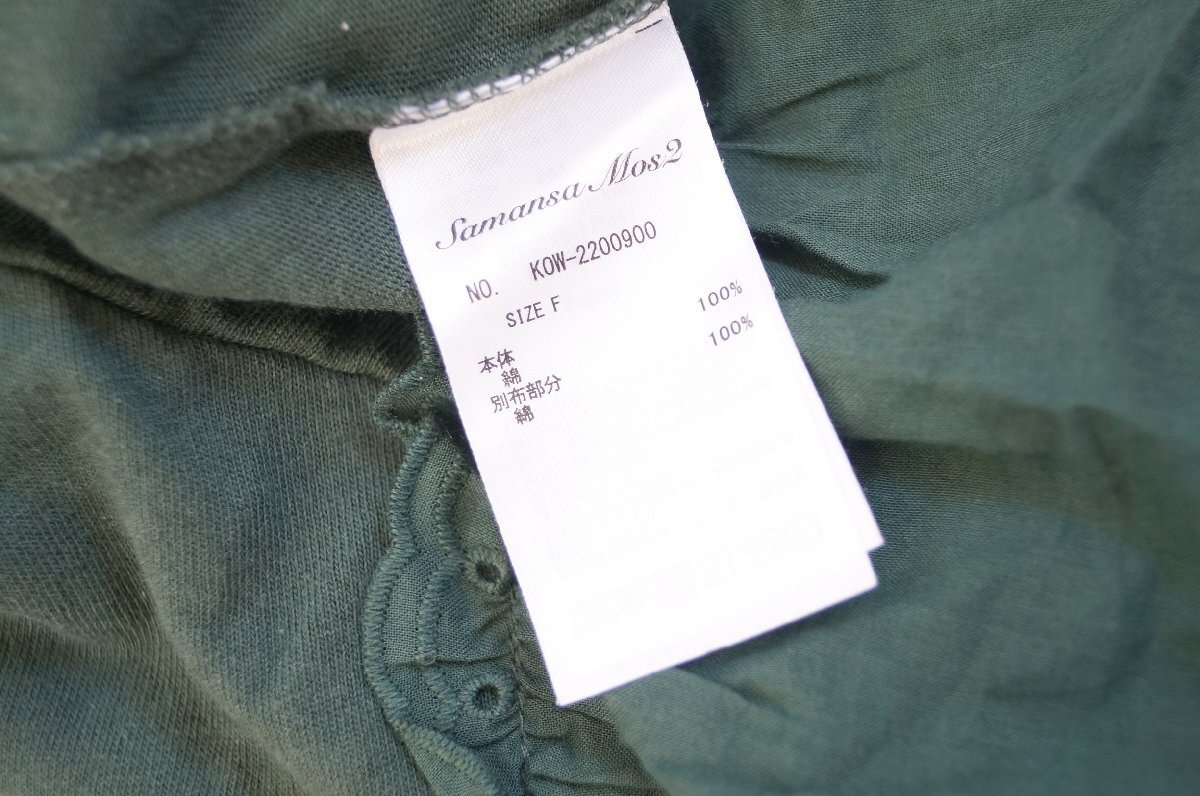 Samansa Mos2
NO. KOW-2200900
SIZE F
本体
綿 100%
別布部分
綿 100%